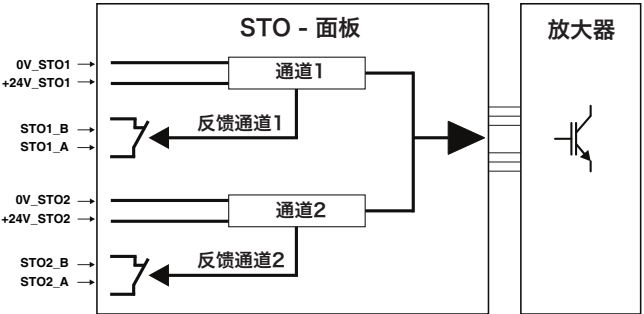 STO - 面板
放大器
0V_STO1
+24V_STO1
通道1
反馈通道1
STO1_B
STO1_A
0V_STO2
+24V_STO2
通道2
反馈通道2
STO2_B
STO2_A